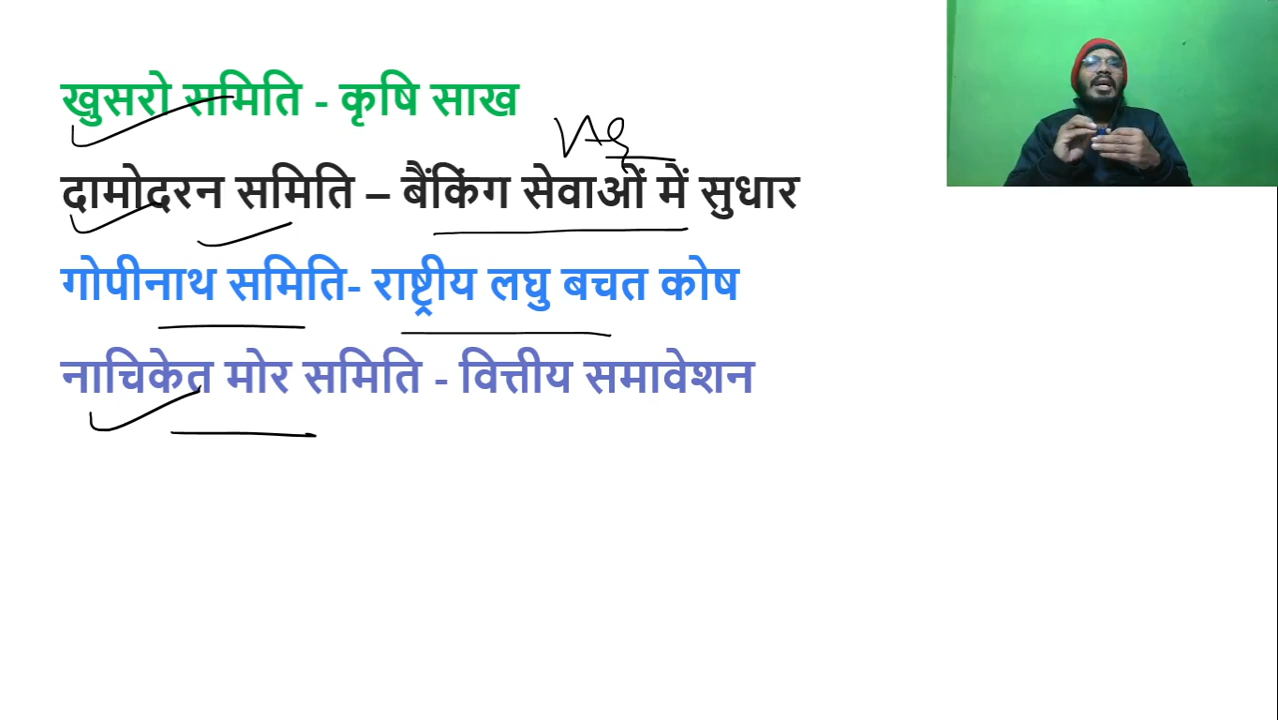 खुसरो समिति - कृषि साख
दामोदरन समिति – बैंकिंग सेवाओं में सुधार
गोपीनाथ समिति- राष्ट्रीय लघु बचत कोष
नाचिकेत मोर समिति - वित्तीय समावेशन